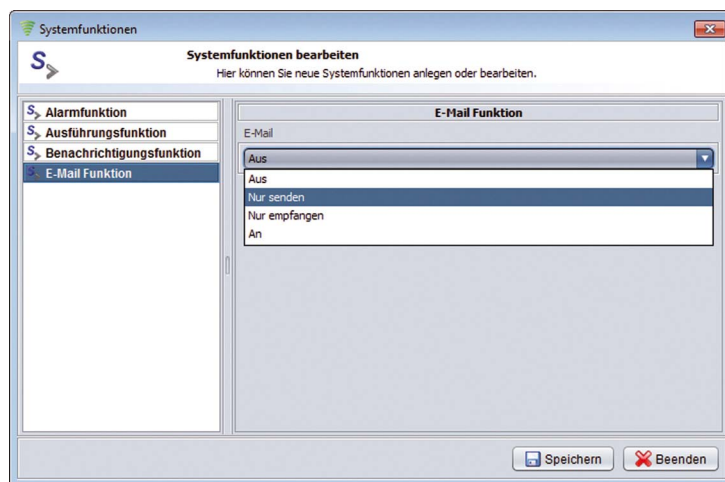 Systemfunktionen
Systemfunktionen bearbeiten
Hier können Sie neue Systemfunktionen anlegen oder bearbeiten.
Alarmfunktion
Ausführungsfunktion
Benachrichtigungsfunktion
E-Mail Funktion
E-Mail Funktion
E-Mail
Aus
Aus
Nur senden
Nur empfangen
An
Speichern
Beenden